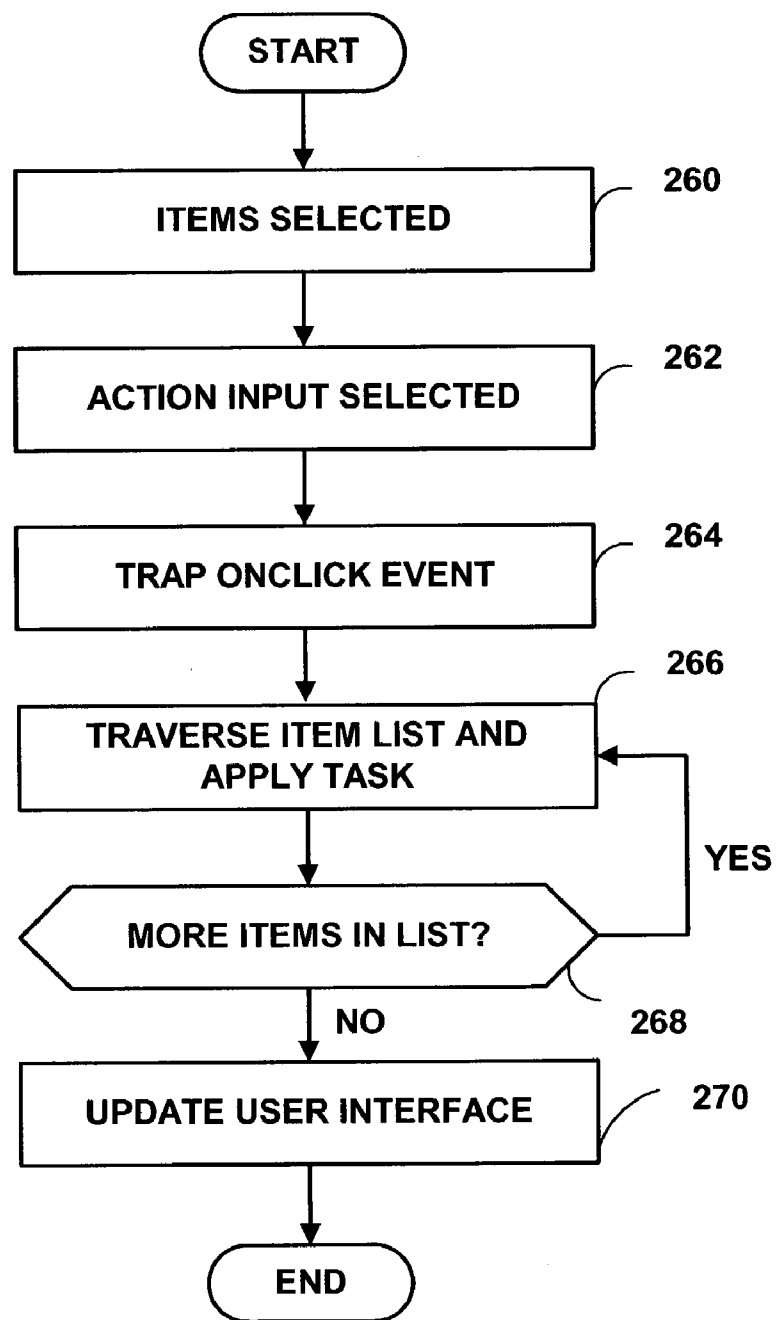 START
ITEMS SELECTED
260
ACTION INPUT SELECTED
262
TRAP ONCLICK EVENT
264
266
TRAVERSE ITEM LIST AND
APPLY TASK
YES
MORE ITEMS IN LIST?
268
NO
UPDATE USER INTERFACE
270
END